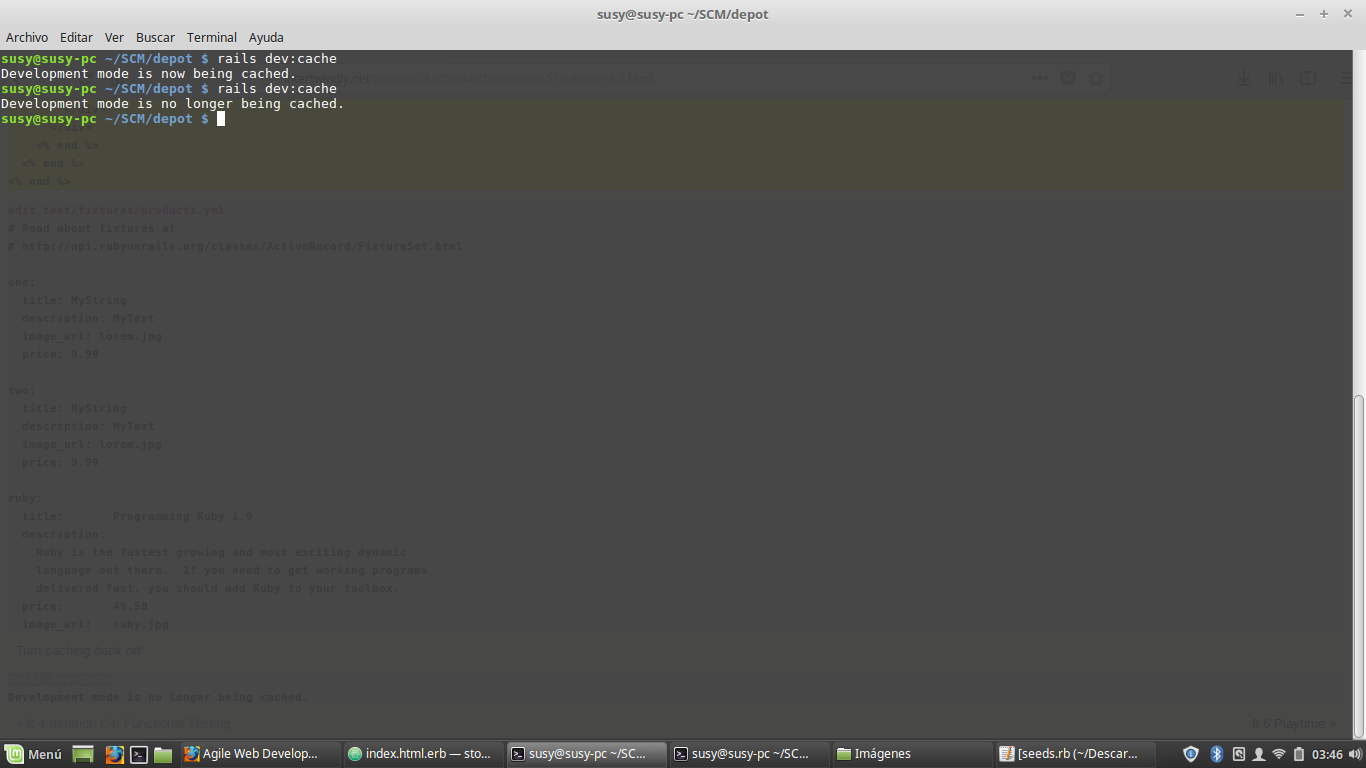 susy@susy-pc ~/SCM/depot
Archivo Editar Ver Buscar Terminal Ayuda
susy@susy-pc ~/SCM/depot $ rails dev:cache
Development mode is now being cached.
susy@susy-pc ~/SCM/depot $ rails dev:cache
Development mode is no longer being cached.
susy@susy-pc ~/SCM/depot $
<% end %>
<% end %>
<% end %>
edit test/fixtures/products.yml
# Read about fixtures at
# http://api.rubyonrails.org/classes/ActiveRecord/FixtureSet.html
one:
title: MyString
description: MyText
image_url: lorem.jpg
price: 9.99
two:
title: MyString
description: MyText
image_url: lorem.jpg
price: 9.99
ruby:
title: Programming Ruby 1.9
description:
Ruby is the fastest growing and most exciting dynamic
language out there. If you need to get working programs
delivered fast, you should add Ruby to your toolbox.
price: 49.50
image_url: ruby.jpg
Turn caching back off
Development mode is no longer being cached.
« 8.4 Iteration C4: Functional Testing 8.6 Playtime »
Menú Agile Web Develop... index.html.erb — sto... susy@susy-pc ~/SC... susy@susy-pc ~/SC... Imágenes [seeds.rb (~/Descar... 03:46